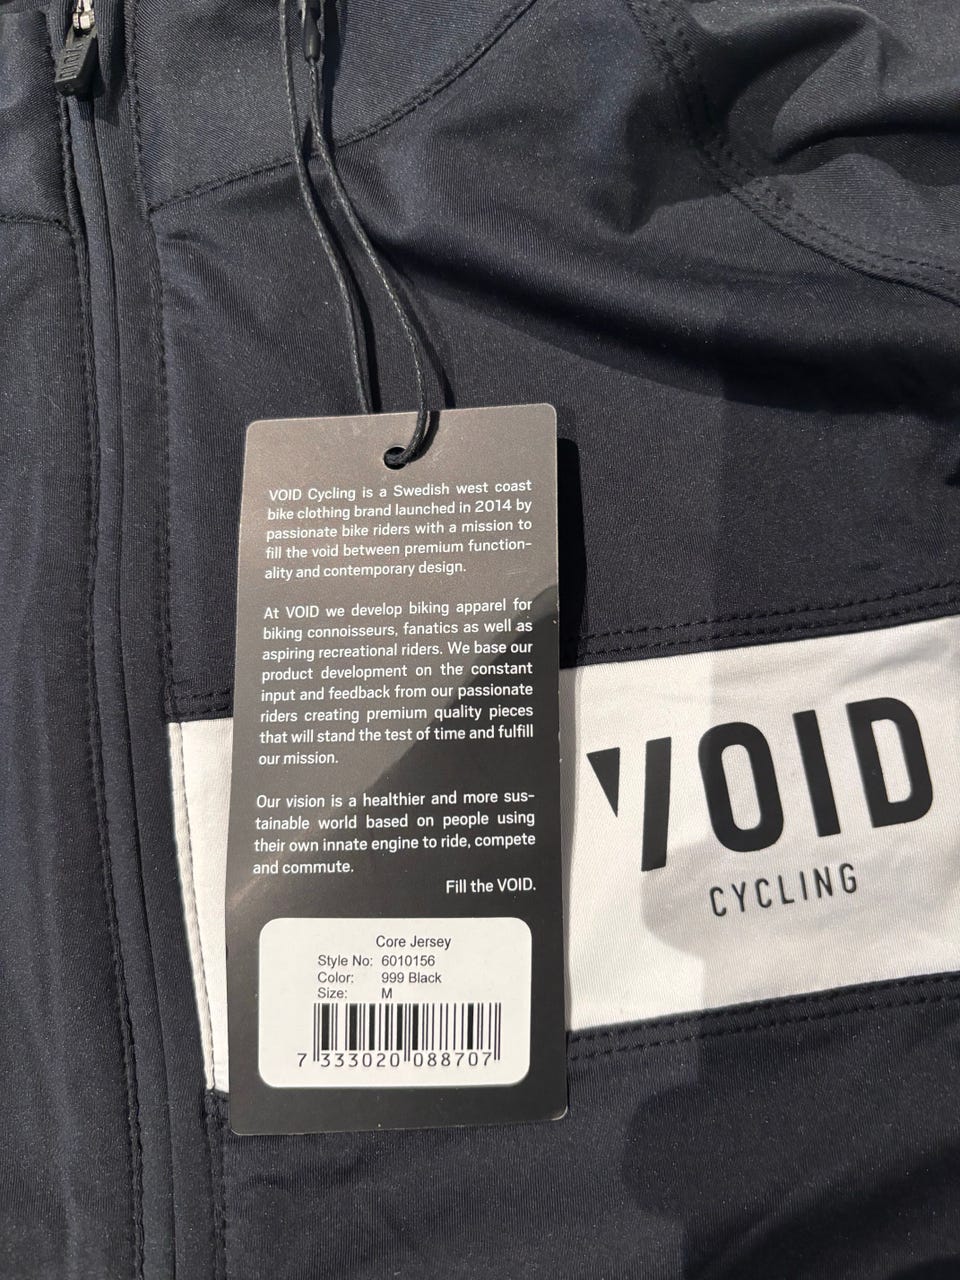 VOID Cycling is a Swedish west coast
bike clothing brand launched in 2014 by
passionate bike riders with a mission to
fill the void between premium function-
ality and contemporary design.
At VOID we develop biking apparel for
biking connoisseurs, fanatics as well as
aspiring recreational riders. We base our
product development on the constant
input and feedback from our passionate
riders creating premium quality pieces
that will stand the test of time and fulfill
our mission.
Our vision is a healthier and more sus-
tainable world based on people using
their own innate engine to ride, compete
and commute.
Fill the VOID.
Core Jersey
Style No: 6010156
Color: 999 Black
Size: M
7 333020 088707
VOID
CYCLING